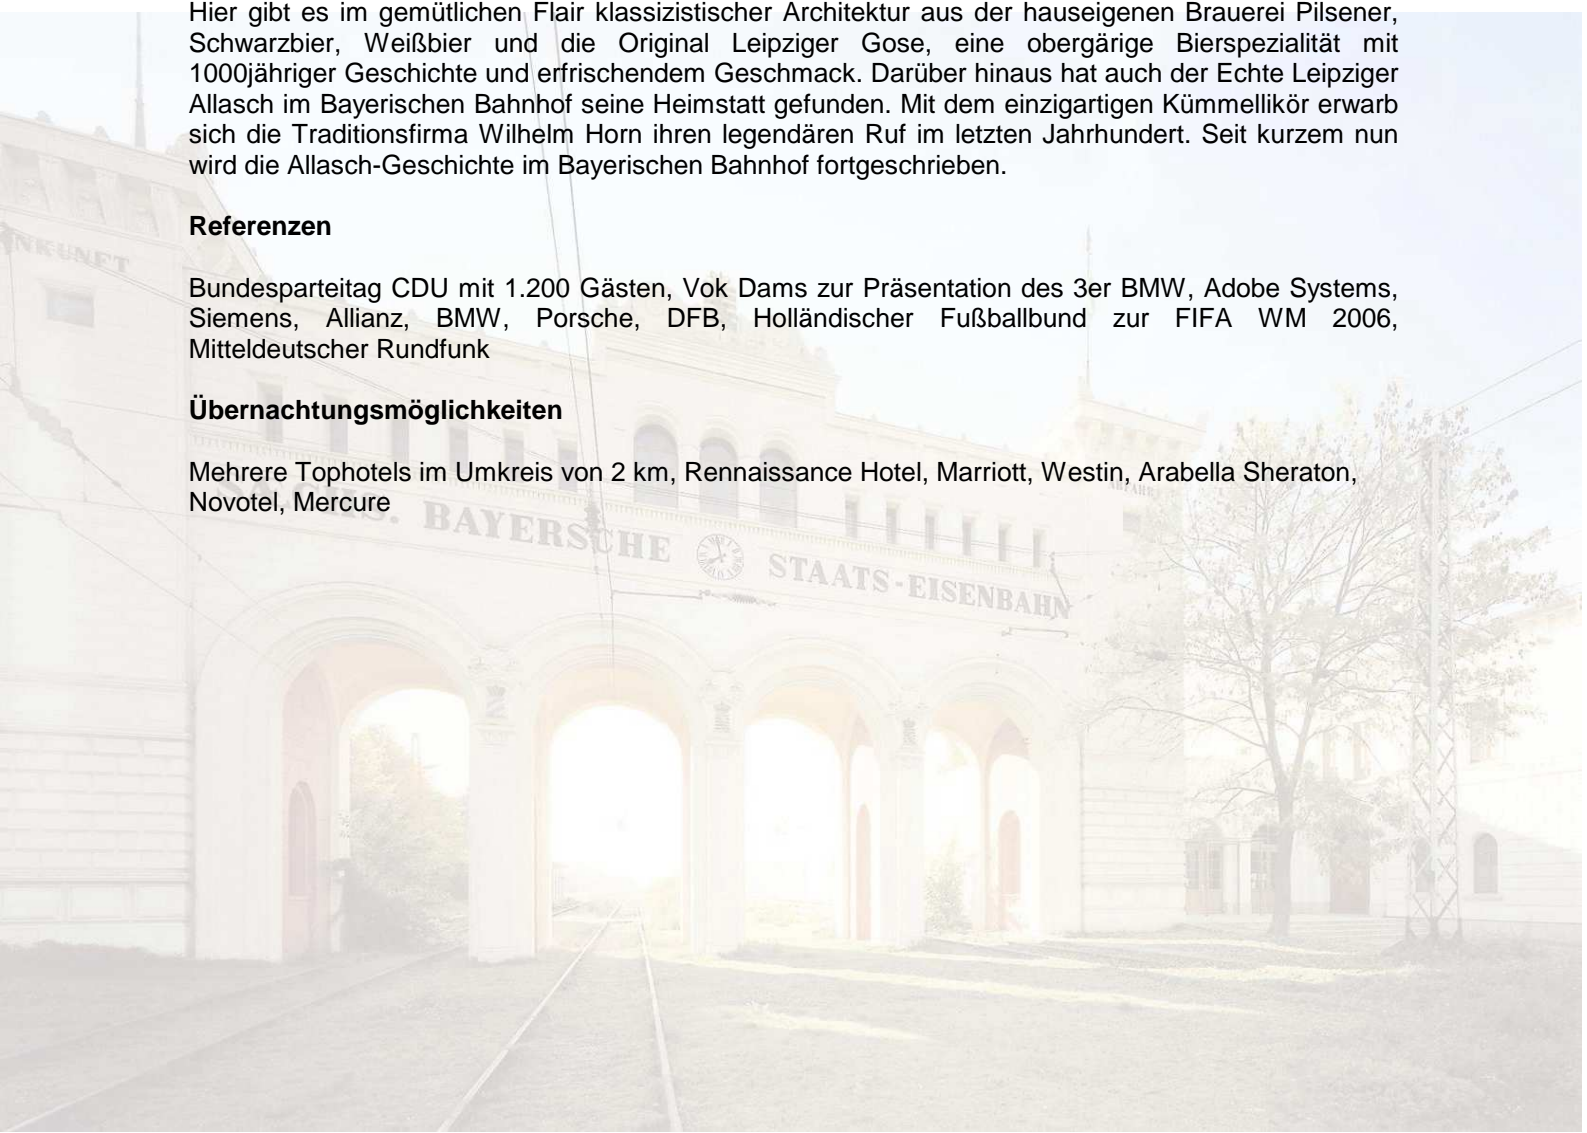 Hier gibt es im gemütlichen Flair klassizistischer Architektur aus der hauseigenen Brauerei Pilsener,
Schwarzbier, Weißbier und die Original Leipziger Gose, eine obergärige Bierspezialität mit
1000jähriger Geschichte und erfrischendem Geschmack. Darüber hinaus hat auch der Echte Leipziger
Allasch im Bayerischen Bahnhof seine Heimstatt gefunden. Mit dem einzigartigen Kümmellikör erwarb
sich die Traditionsfirma Wilhelm Horn ihren legendären Ruf im letzten Jahrhundert. Seit kurzem nun
wird die Allasch-Geschichte im Bayerischen Bahnhof fortgeschrieben.
Referenzen
Bundesparteitag CDU mit 1.200 Gästen, Vok Dams zur Präsentation des 3er BMW, Adobe Systems,
Siemens, Allianz, BMW, Porsche, DFB, Holländischer Fußballbund zur FIFA WM 2006,
Mitteldeutscher Rundfunk
Übernachtungsmöglichkeiten
Mehrere Tophotels im Umkreis von 2 km, Rennaissance Hotel, Marriott, Westin, Arabella Sheraton,
Novotel, Mercure
SÆCHS. BAYERSCHE STAATS-EISENBAHN